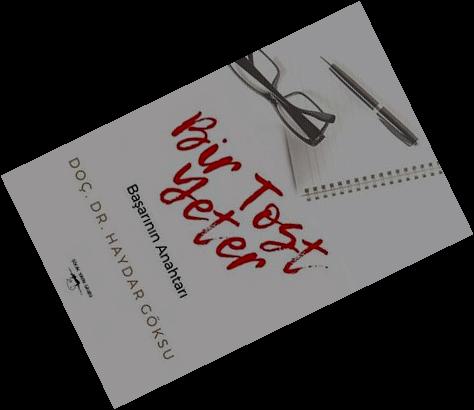 Bir Tost
Yeter
Başarının Anahtarı
DOÇ. DR. HAYDAR GÖKSU